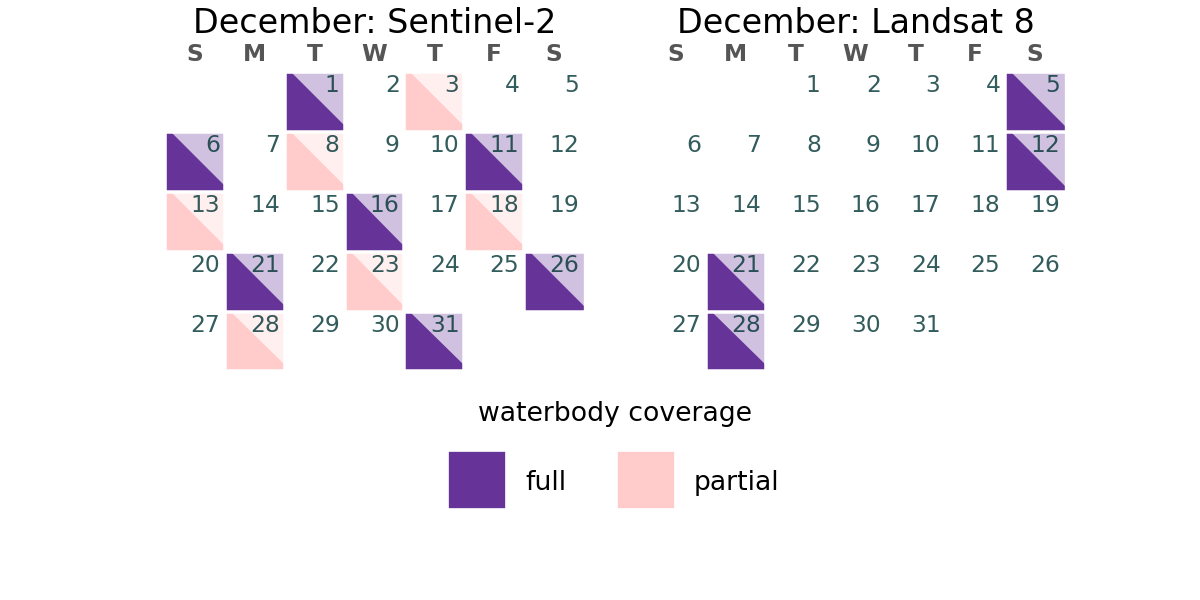 December: Sentinel-2
S M T W T F S
1 2 3 4 5
6 7 8 9 10 11 12
13 14 15 16 17 18 19
20 21 22 23 24 25 26
27 28 29 30 31
December: Landsat 8
S M T W T F S
1 2 3 4 5
6 7 8 9 10 11 12
13 14 15 16 17 18 19
20 21 22 23 24 25 26
27 28 29 30 31
waterbody coverage
full partial